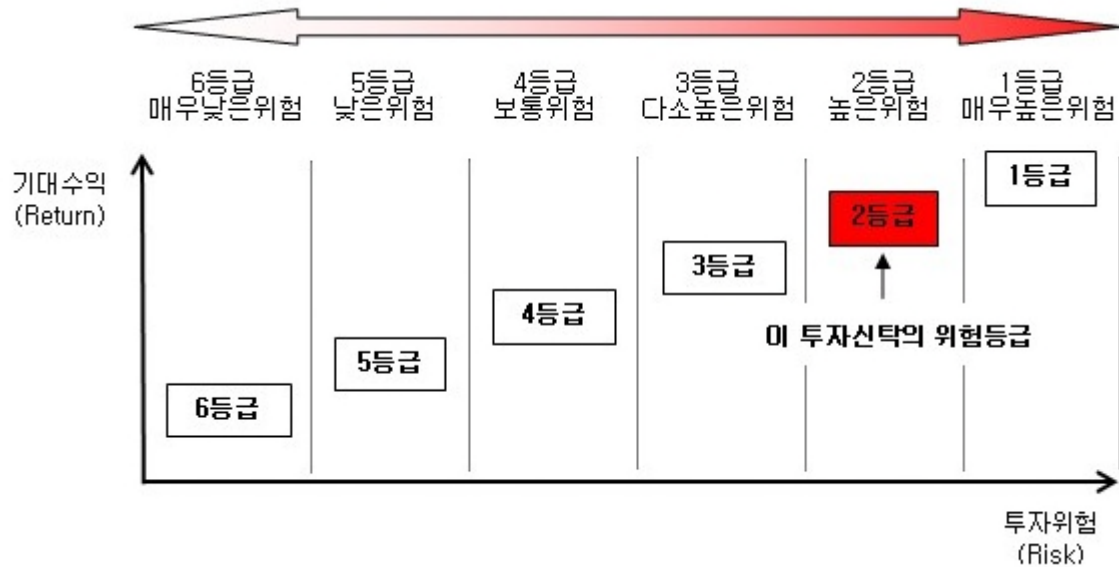 6등급 5등급 4등급 3등급 2등급 1등급
매우낮은위험 낮은위험 보통위험 다소높은위험 높은위험 매우높은위험
기대수익
(Return)
1등급
2등급
3등급
4등급
이 투자신탁의 위험등급
5등급
6등급
투자위험
(Risk)